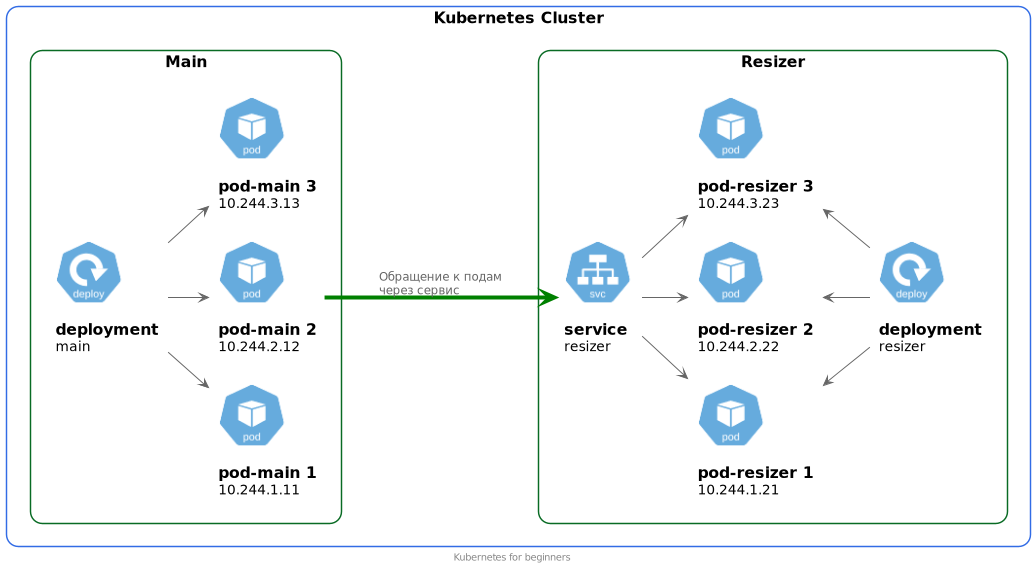 Kubernetes Cluster
Main
Resizer
pod
pod-main 3
10.244.3.13
deploy
deployment
main
pod
pod-main 2
10.244.2.12
pod
pod-main 1
10.244.1.11
Обращение к подам
через сервис
svc
service
resizer
pod
pod-resizer 3
10.244.3.23
pod
pod-resizer 2
10.244.2.22
pod
pod-resizer 1
10.244.1.21
deploy
deployment
resizer
Kubernetes for beginners